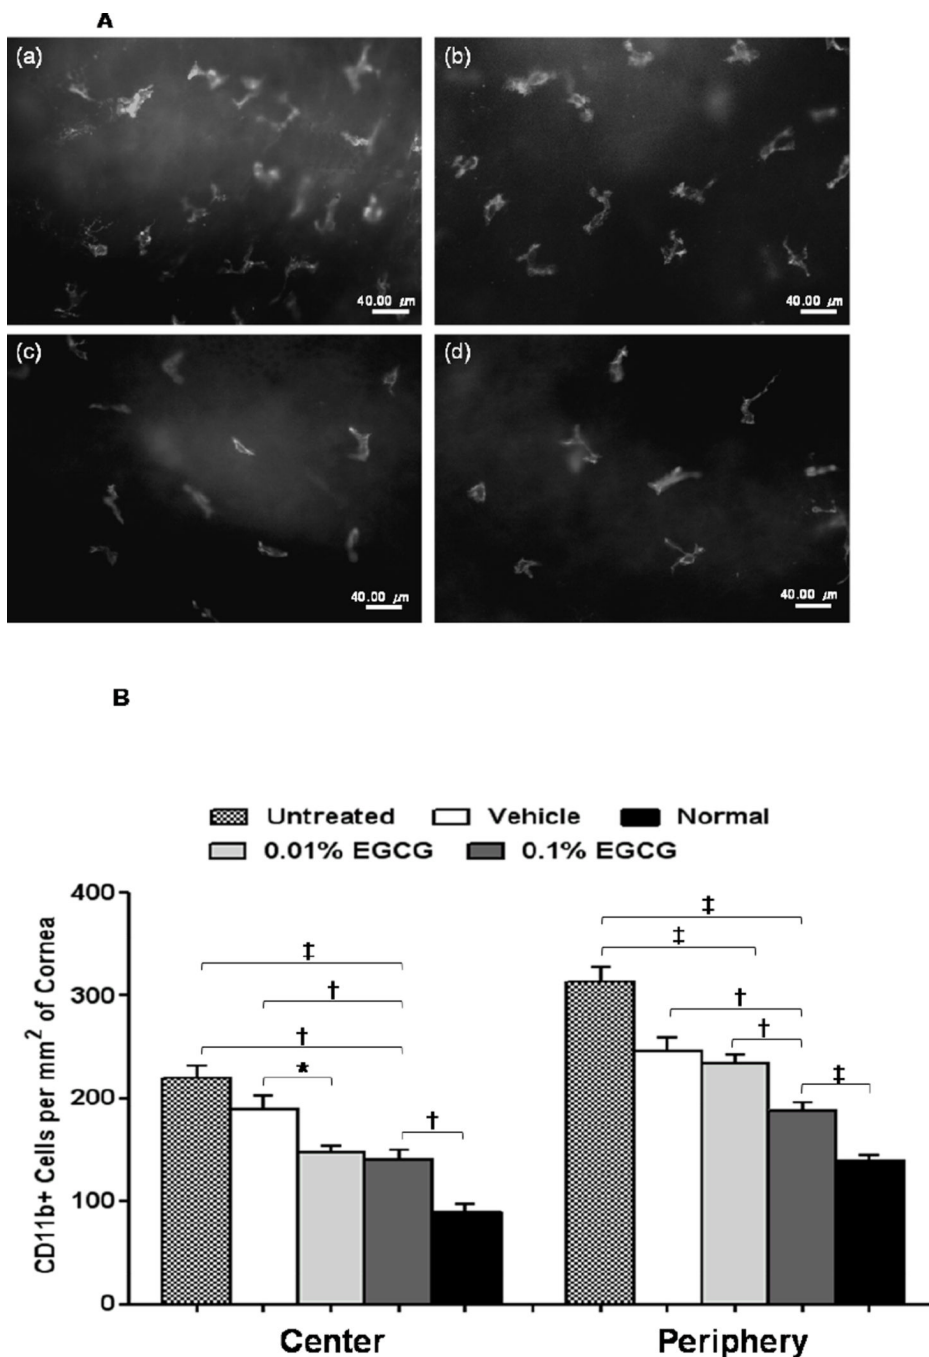 A
(a)
(b)
40.00 µm
40.00 µm
(c)
(d)
40.00 µm
40.00 µm
B
Untreated Vehicle Normal
0.01% EGCG 0.1% EGCG
CD11b+ Cells per mm² of Cornea
400
300
200
100
0
‡
†
†
*
†
‡
‡
†
†
‡
Center Periphery